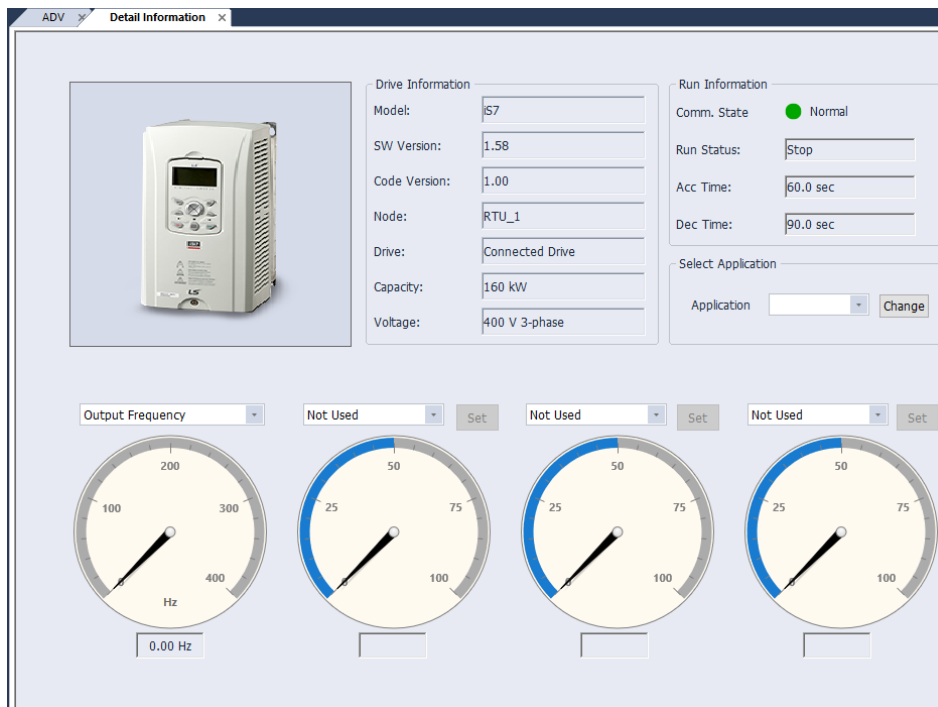 ADV
Detail Information
Drive Information
Model:
iS7
SW Version:
1.58
Code Version:
1.00
Node:
RTU_1
Drive:
Connected Drive
Capacity:
160 kW
Voltage:
400 V 3-phase
Run Information
Comm. State
Normal
Run Status:
Stop
Acc Time:
60.0 sec
Dec Time:
90.0 sec
Select Application
Application
Change
LS
Output Frequency
Not Used
Set
Not Used
Set
Not Used
Set
0
100
200
300
400
Hz
0.00 Hz
0
25
50
75
100
0
25
50
75
100
0
25
50
75
100